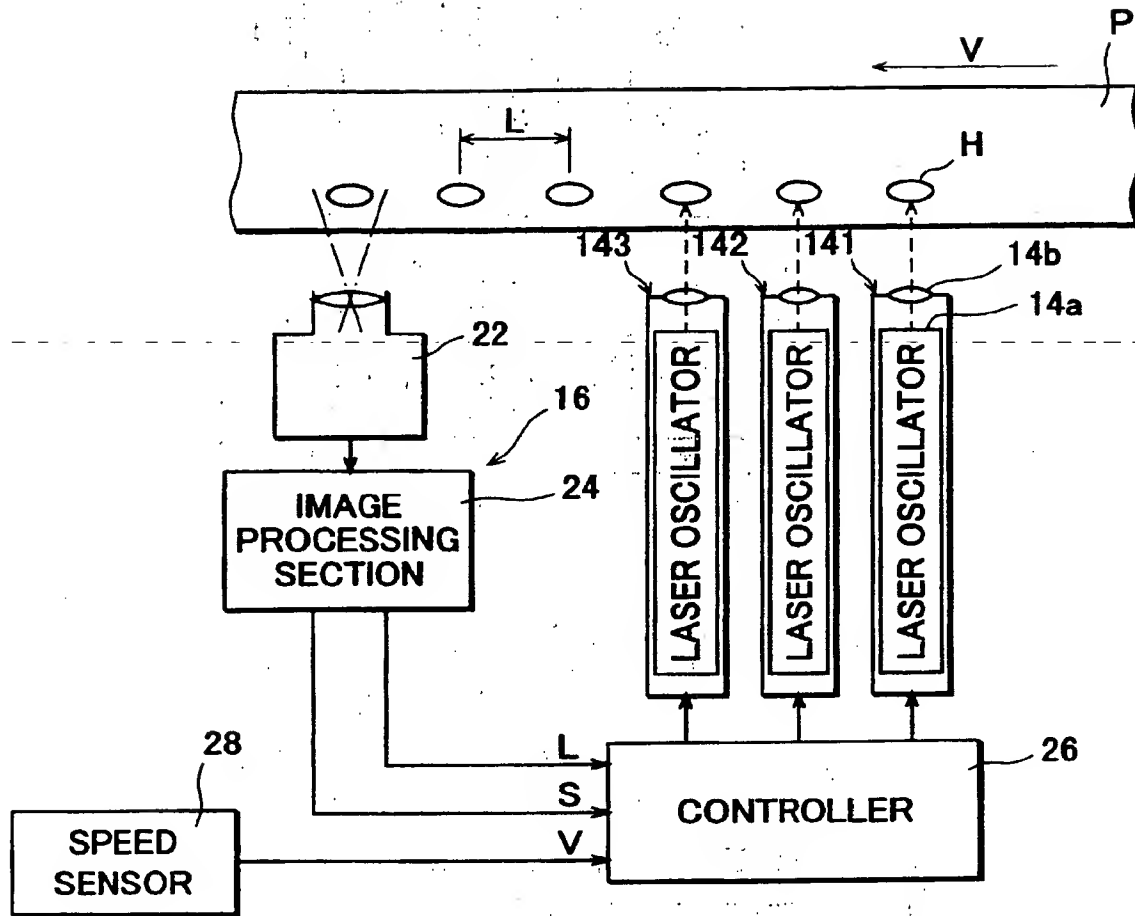 P
V
L
H
143
142
141
14b
14a
22
16
LASER OSCILLATOR
LASER OSCILLATOR
LASER OSCILLATOR
24
IMAGE
PROCESSING
SECTION
28
L
S
V
26
CONTROLLER
SPEED
SENSOR